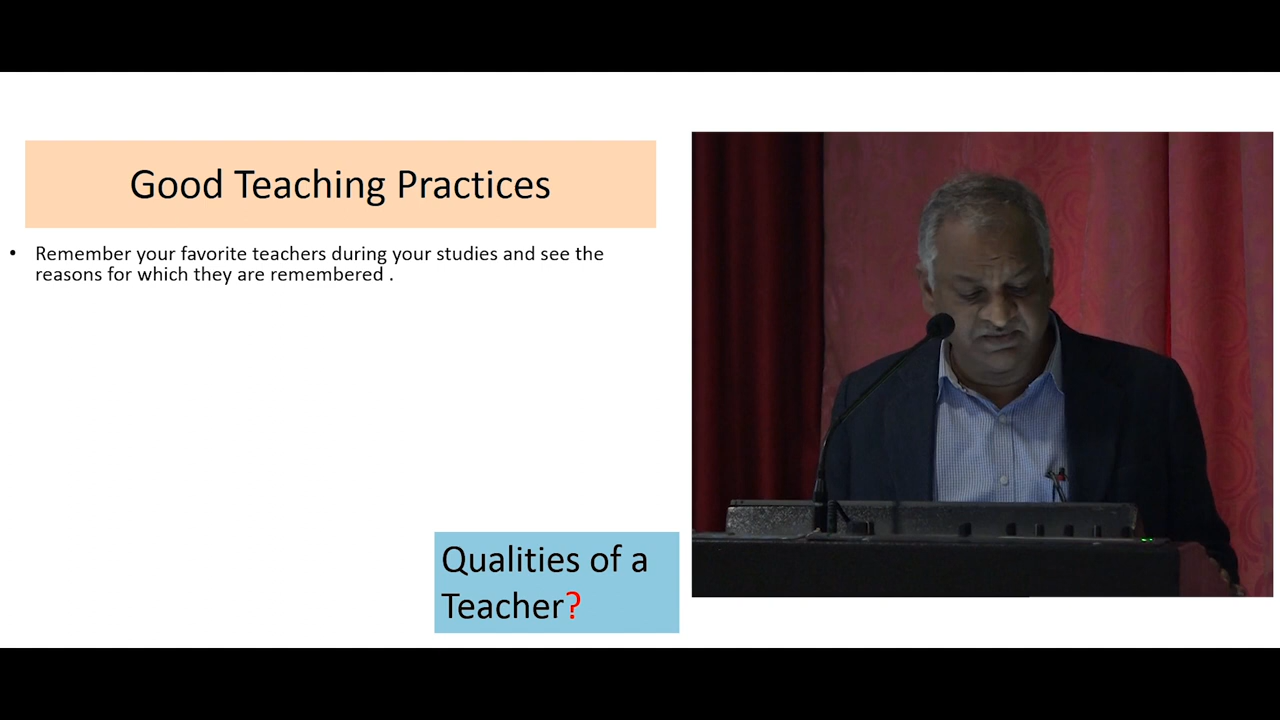 Good Teaching Practices
• Remember your favorite teachers during your studies and see the
reasons for which they are remembered .
Qualities of a
Teacher?